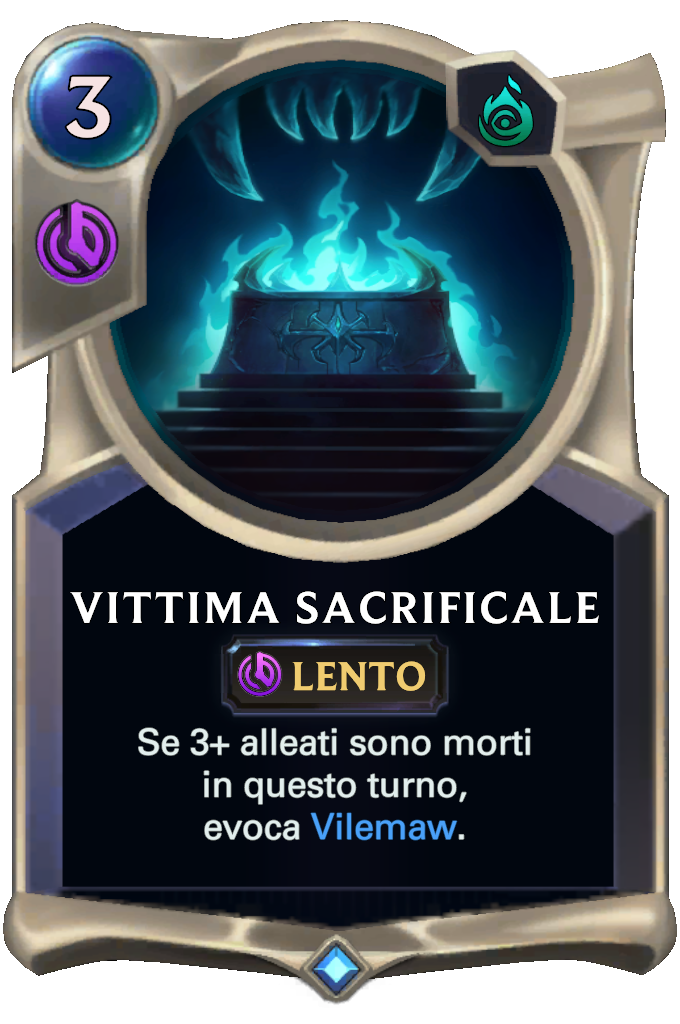 3
VITTIMA SACRIFICALE
LENTO
Se 3+ alleati sono morti
in questo turno,
evoca Vilemaw.